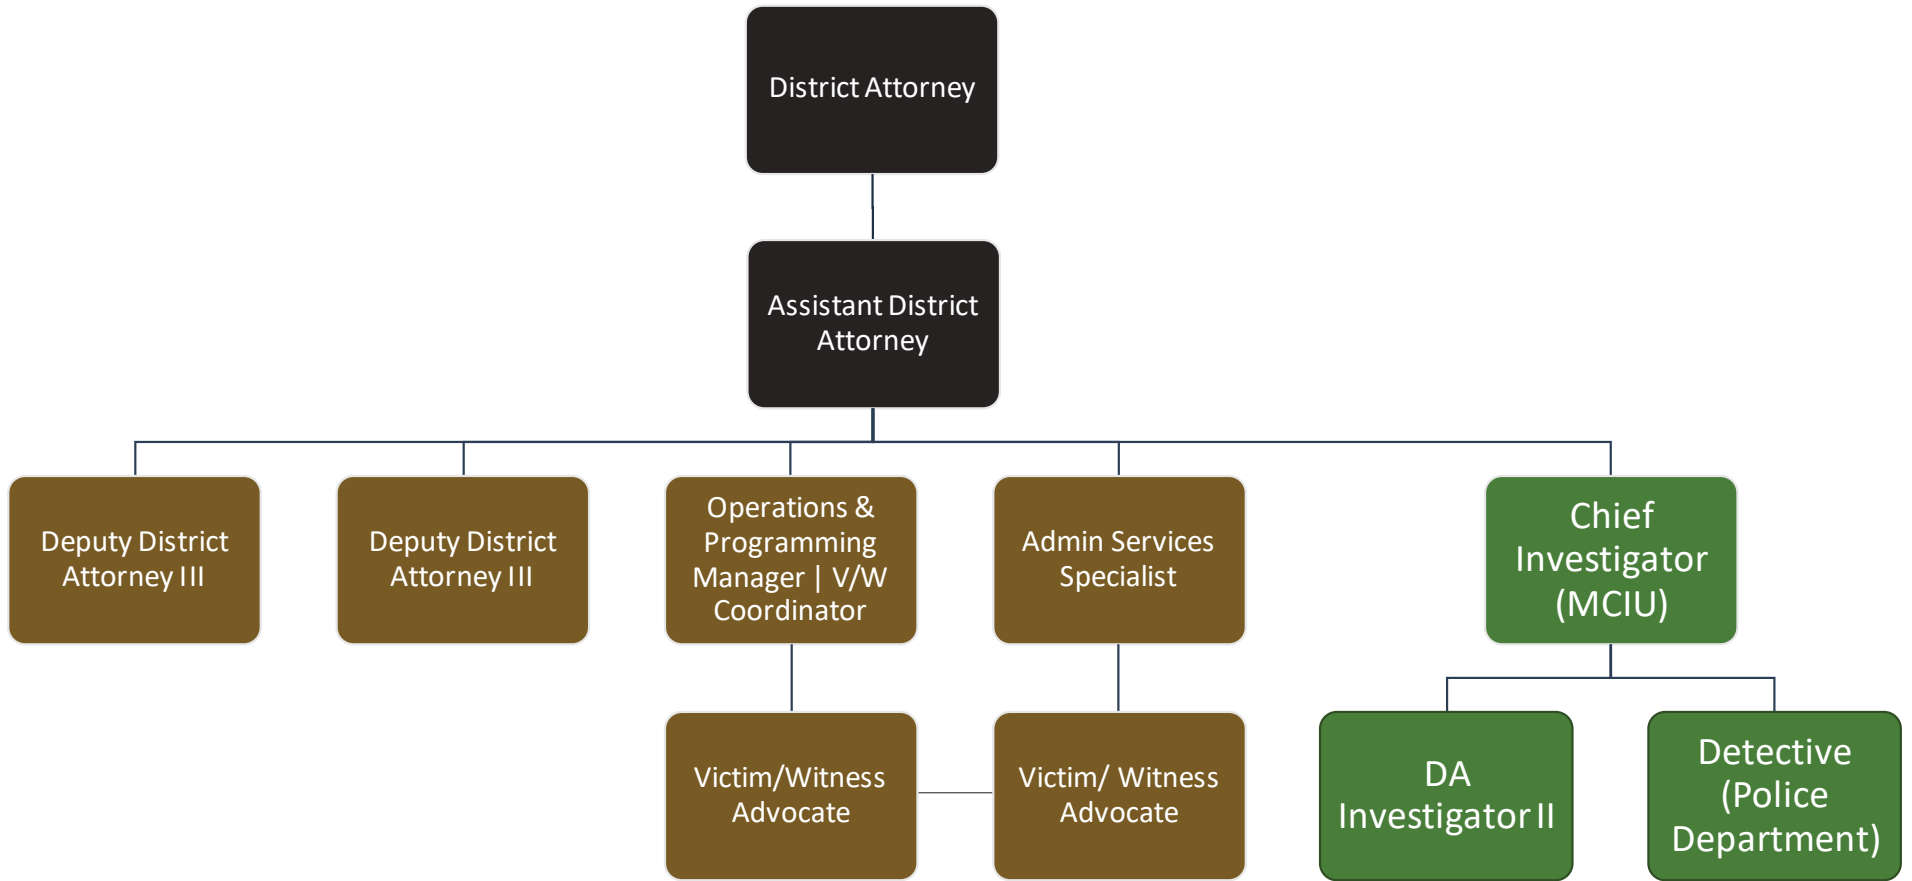 District Attorney
Assistant District
Attorney
Deputy District
Attorney III
Deputy District
Attorney III
Operations &
Programming
Manager | V/W
Coordinator
Admin Services
Specialist
Chief
Investigator
(MCIU)
Victim/Witness
Advocate
Victim/ Witness
Advocate
DA
Investigator II
Detective
(Police
Department)